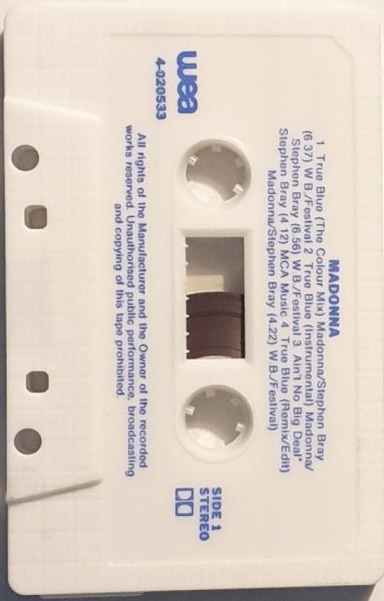 MADONNA
1 True Blue (The Colour Mix) Madonna/Stephen Bray
(6.37) W B./Festival 2 True Blue (Instrumental) Madonna/
Stephen Bray (6.56) W B./Festival 3 Ain't No Big Deal*
Stephen Bray (4 12) MCA Music 4 True Blue (Remix/Edit)
Madonna/Stephen Bray (4.22) W B./Festival)
wea
4-020533
SIDE 1
STEREO
All rights of the Manufacturer and the Owner of the recorded
works reserved. Unauthorised public performance, broadcasting
and copying of this tape prohibited.